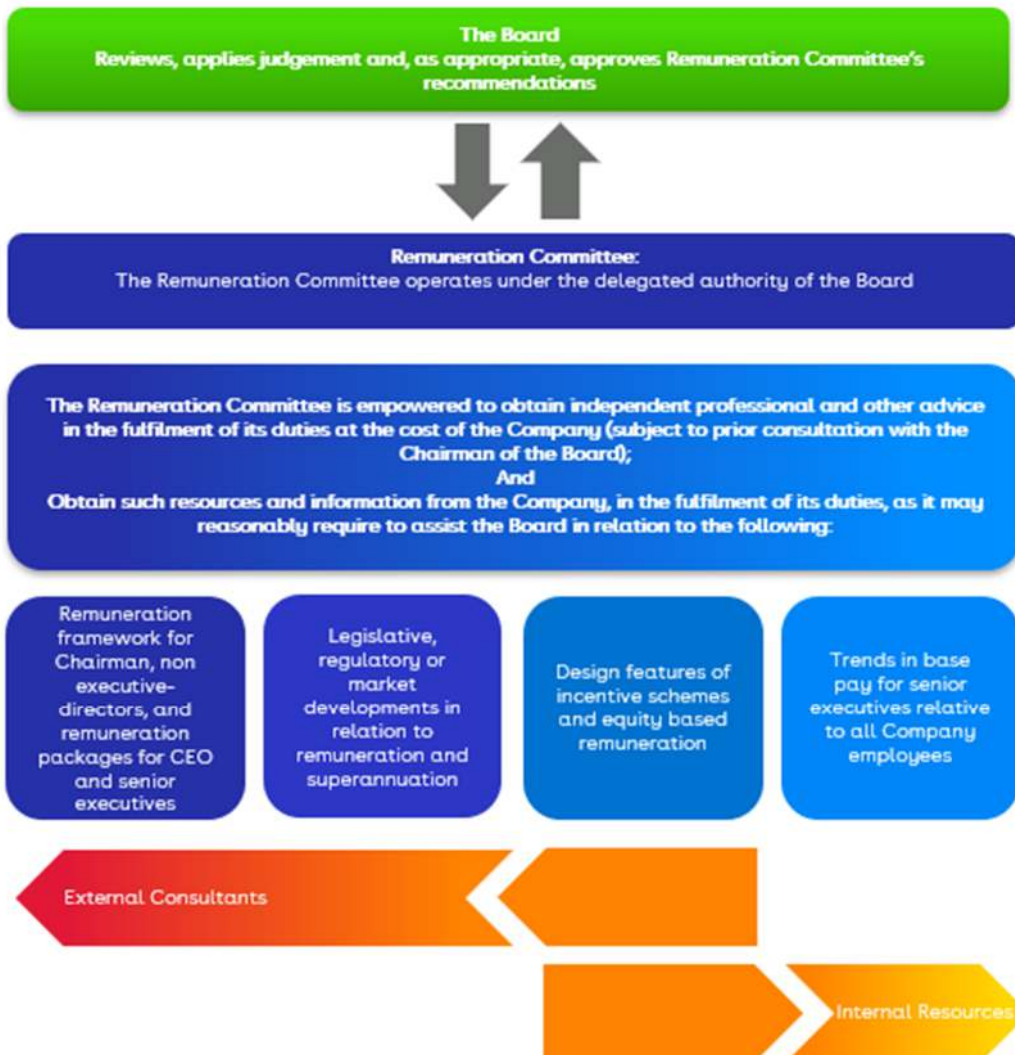 The Board
Reviews, applies judgement and, as appropriate, approves Remuneration Committee's
recommendations
Remuneration Committee:
The Remuneration Committee operates under the delegated authority of the Board
The Remuneration Committee is empowered to obtain independent professional and other advice
in the fulfilment of its duties at the cost of the Company (subject to prior consultation with the
Chairman of the Board);
And
Obtain such resources and information from the Company, in the fulfilment of its duties, as it may
reasonably require to assist the Board in relation to the following:
Remuneration
framework for
Chairman, non
executive-
directors, and
remuneration
packages for CEO
and senior
executives
Legislative,
regulatory or
market
developments in
relation to
remuneration and
superannuation
Design features of
incentive schemes
and equity based
remuneration
Trends in base
pay for senior
executives relative
to all Company
employees
External Consultants
Internal Resources